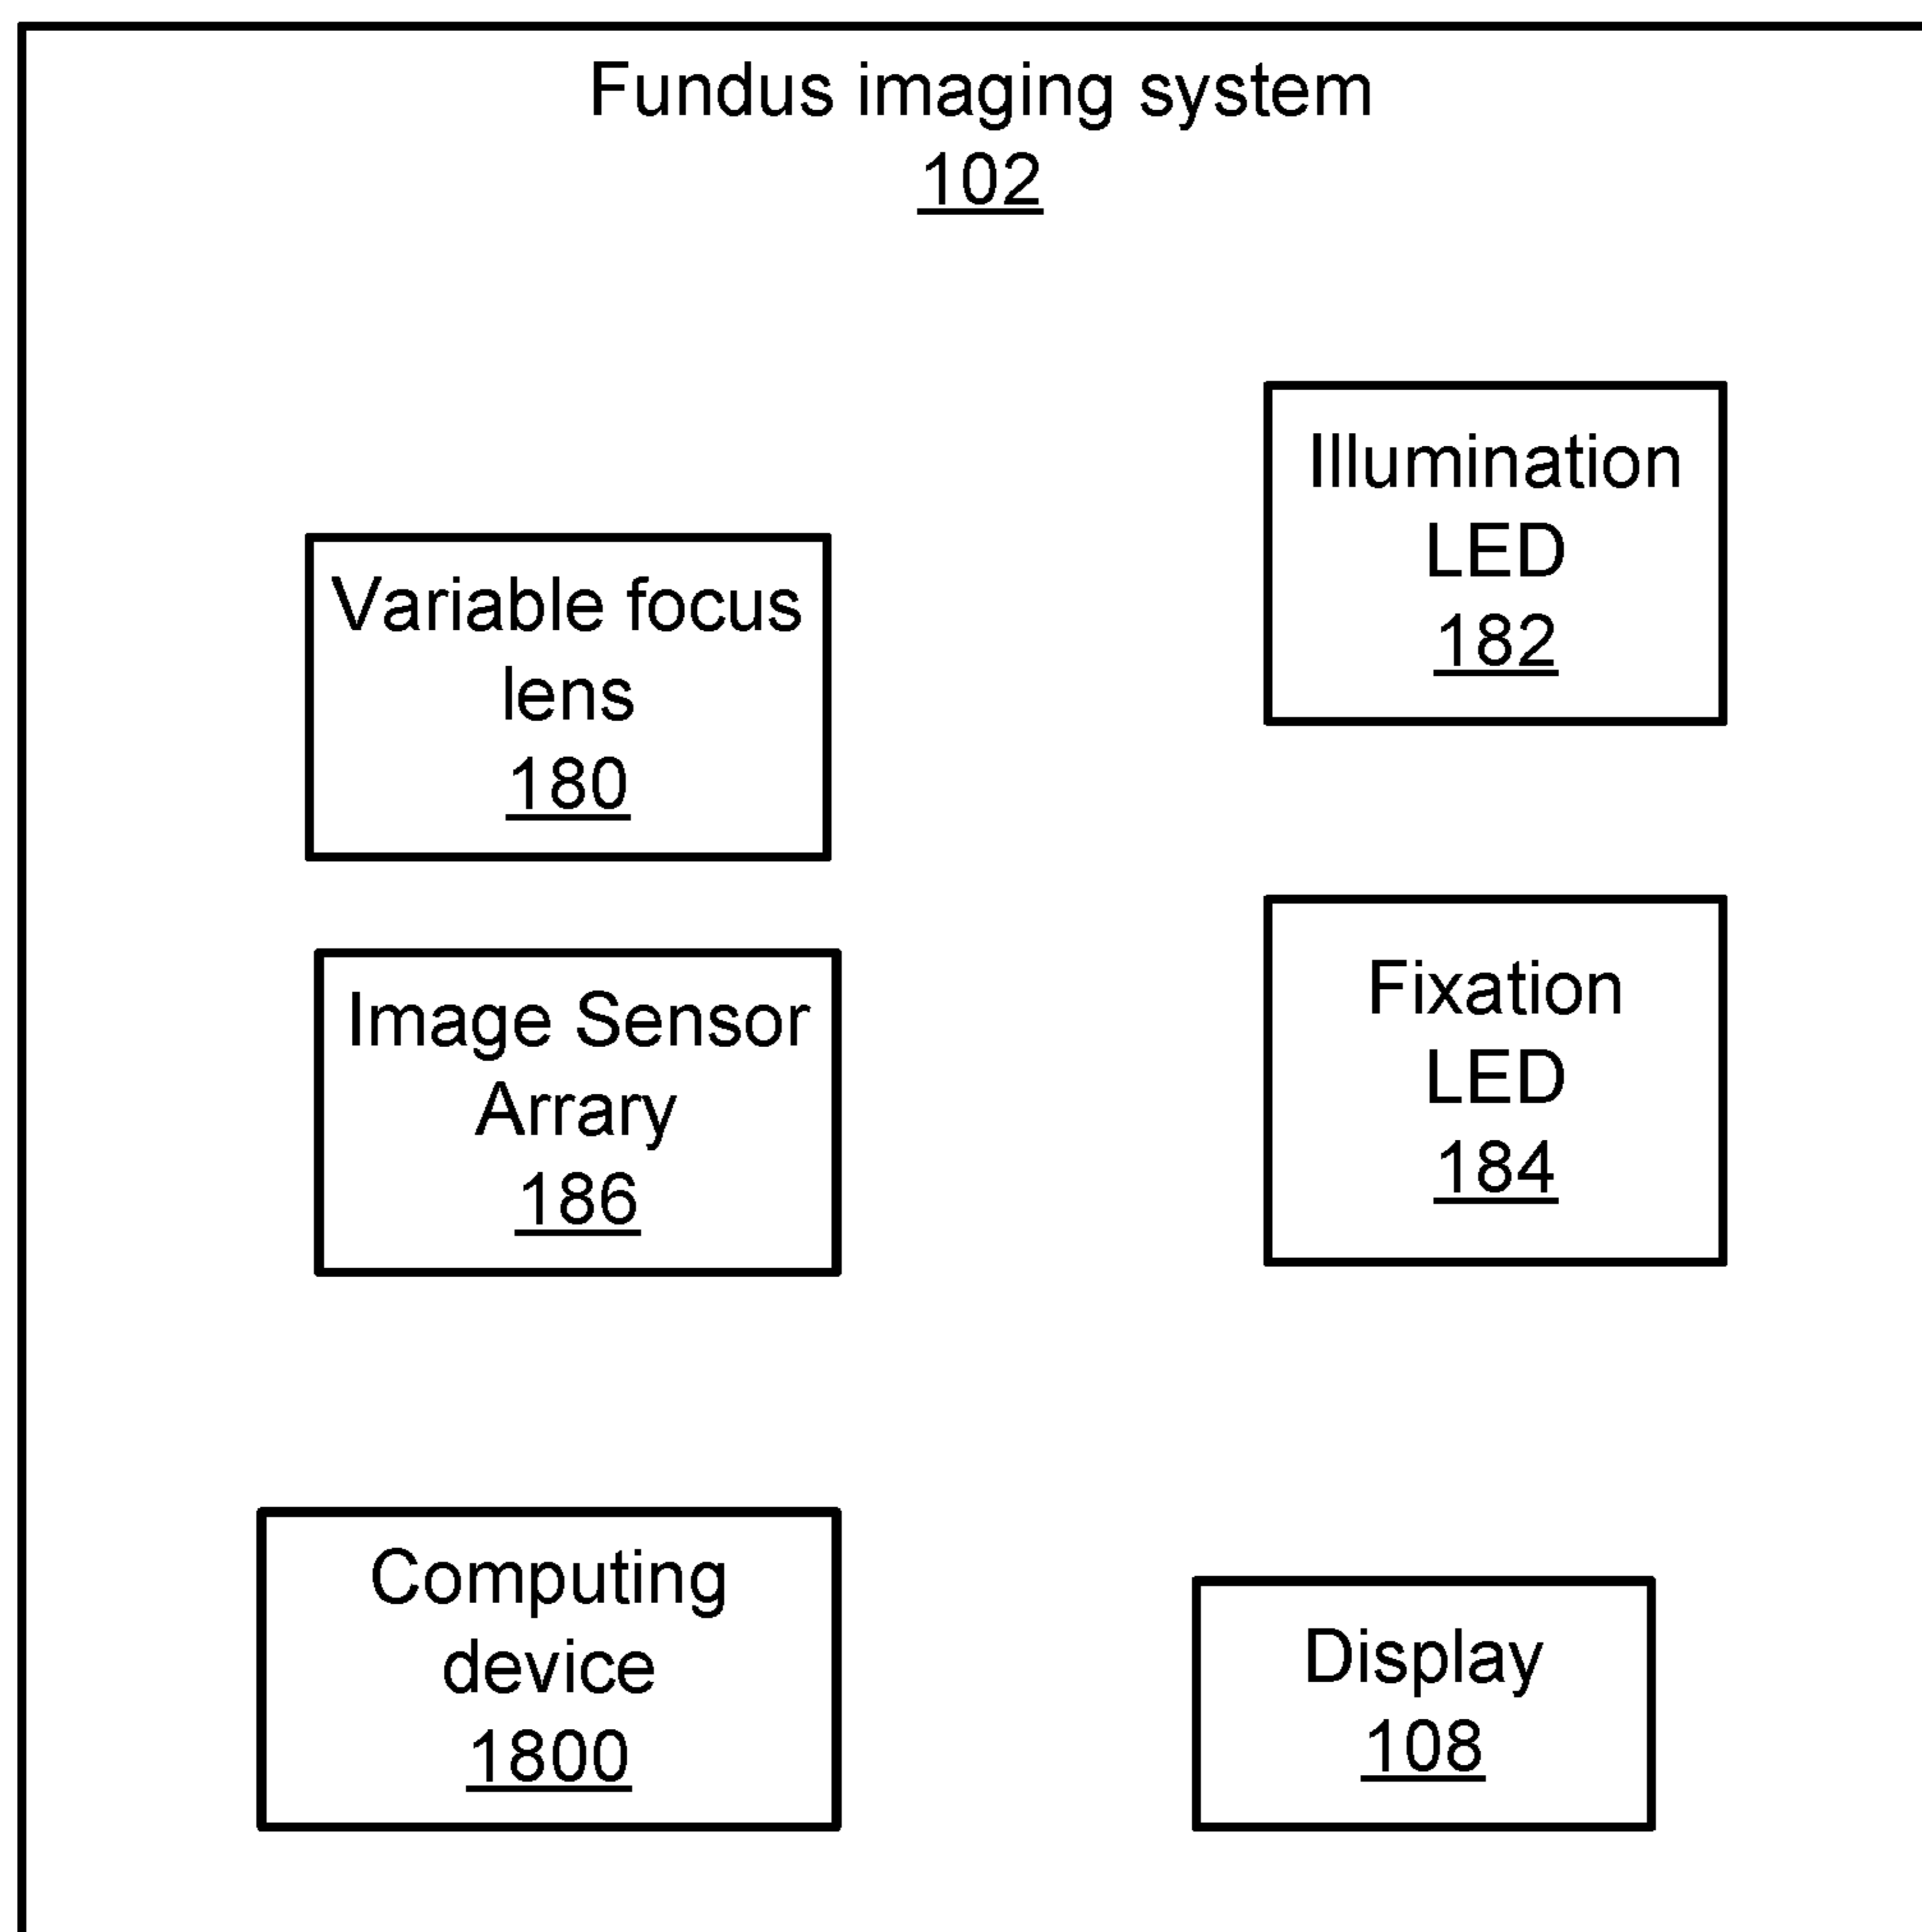 Fundus imaging system
102
Illumination
LED
182
Variable focus
lens
180
Fixation
LED
184
Image Sensor
Arrary
186
Computing
device
1800
Display
108